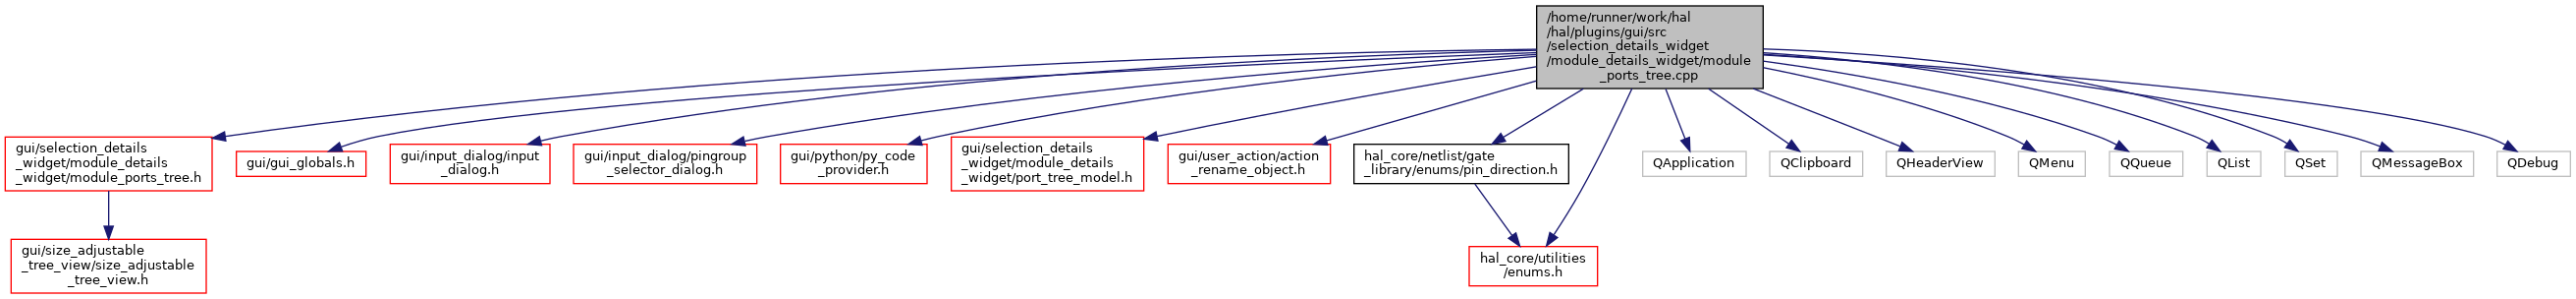 /home/runner/work/hal
/hal/plugins/gui/src
/selection_details_widget
/module_details_widget/module
_ports_tree.cpp
gui/selection_details
_widget/module_details
_widget/module_ports_tree.h
gui/gui_globals.h
gui/input_dialog/input
_dialog.h
gui/input_dialog/pingroup
_selector_dialog.h
gui/python/py_code
_provider.h
gui/selection_details
_widget/module_details
_widget/port_tree_model.h
gui/user_action/action
_rename_object.h
hal_core/netlist/gate
_library/enums/pin_direction.h
QApplication
QClipboard
QHeaderView
QMenu
QQueue
QList
QSet
QMessageBox
QDebug
gui/size_adjustable
_tree_view/size_adjustable
_tree_view.h
hal_core/utilities
/enums.h